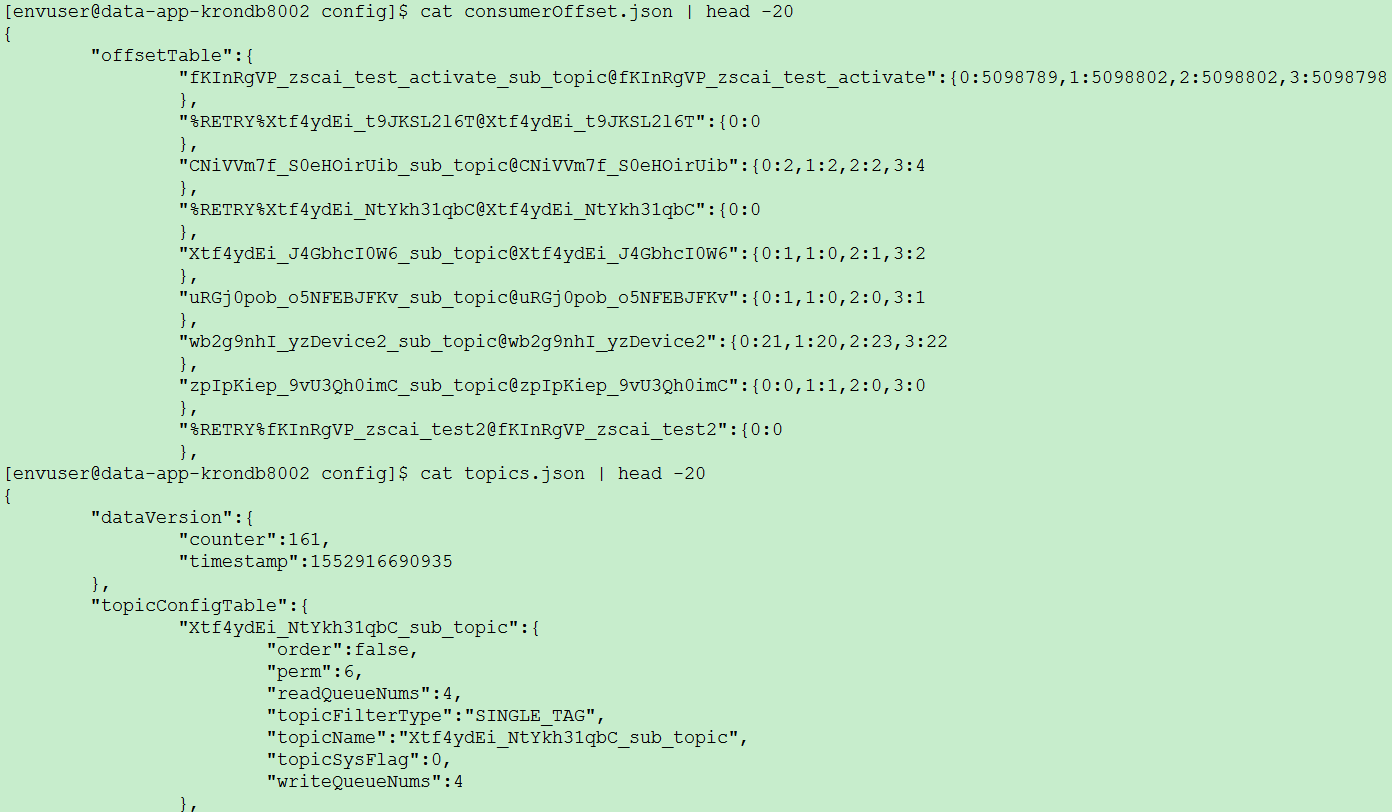 [envuser@data-app-krondb8002 config]$ cat consumerOffset.json | head -20
{
        "offsetTable":{
                "fKInRgVP_zscai_test_activate_sub_topic@fKInRgVP_zscai_test_activate":{0:5098789,1:5098802,2:5098802,3:5098798
                },
                "%RETRY%Xtf4ydEi_t9JKSL2l6T@Xtf4ydEi_t9JKSL2l6T":{0:0
                },
                "CNiVVm7f_S0eHOirUib_sub_topic@CNiVVm7f_S0eHOirUib":{0:2,1:2,2:2,3:4
                },
                "%RETRY%Xtf4ydEi_NtYkh31qbC@Xtf4ydEi_NtYkh31qbC":{0:0
                },
                "Xtf4ydEi_J4GbhcI0W6_sub_topic@Xtf4ydEi_J4GbhcI0W6":{0:1,1:0,2:1,3:2
                },
                "uRGj0pob_o5NFEBJFKv_sub_topic@uRGj0pob_o5NFEBJFKv":{0:1,1:0,2:0,3:1
                },
                "wb2g9nhI_yzDevice2_sub_topic@wb2g9nhI_yzDevice2":{0:21,1:20,2:23,3:22
                },
                "zpIpKiep_9vU3Qh0imC_sub_topic@zpIpKiep_9vU3Qh0imC":{0:0,1:1,2:0,3:0
                },
                "%RETRY%fKInRgVP_zscai_test2@fKInRgVP_zscai_test2":{0:0
                },
[envuser@data-app-krondb8002 config]$ cat topics.json | head -20
{
        "dataVersion":{
                "counter":161,
                "timestamp":1552916690935
        },
        "topicConfigTable":{
                "Xtf4ydEi_NtYkh31qbC_sub_topic":{
                        "order":false,
                        "perm":6,
                        "readQueueNums":4,
                        "topicFilterType":"SINGLE_TAG",
                        "topicName":"Xtf4ydEi_NtYkh31qbC_sub_topic",
                        "topicSysFlag":0,
                        "writeQueueNums":4
                },